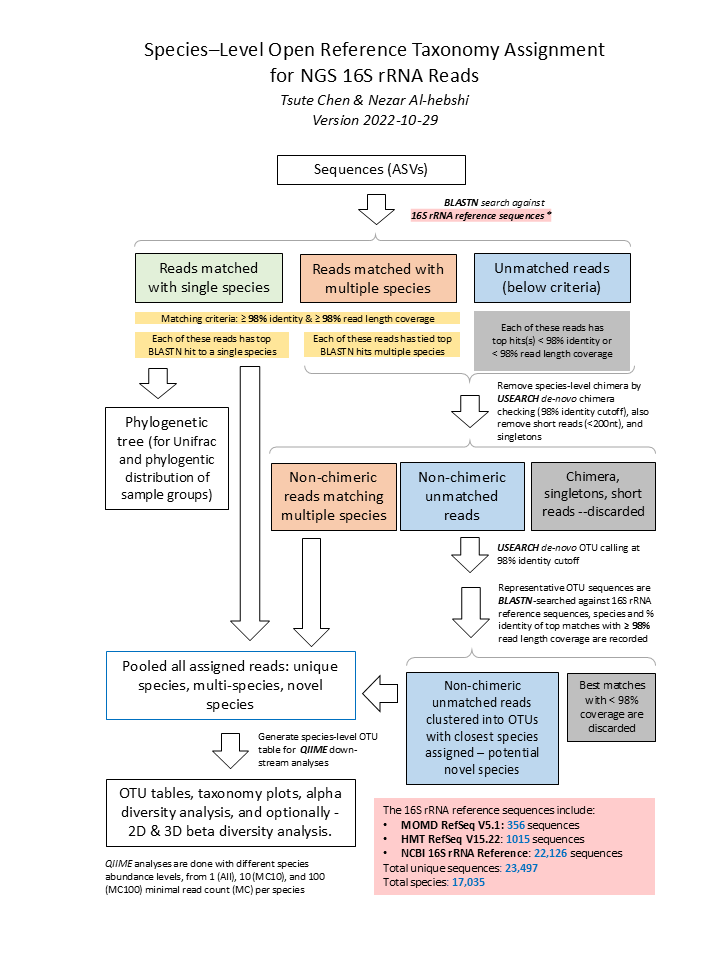 Species–Level Open Reference Taxonomy Assignment
for NGS 16S rRNA Reads
Tsute Chen & Nezar Al-hebshi
Version 2022-10-29
Sequences (ASVs)
BLASTN search against
16S rRNA reference sequences *
Reads matched
with single species
Reads matched with
multiple species
Unmatched reads
(below criteria)
Matching criteria: ≥ 98% identity & ≥ 98% read length coverage
Each of these reads has top
BLASTN hit to a single species
Each of these reads has tied top
BLASTN hits multiple species
Each of these reads has
top hits(s) < 98% identity or
< 98% read length coverage
Remove species-level chimera by
USEARCH de-novo chimera
checking (98% identity cutoff), also
remove short reads (<200nt), and
singletons
Phylogenetic
tree (for Unifrac
and phylogentic
distribution of
sample groups)
Non-chimeric
reads matching
multiple species
Non-chimeric
unmatched
reads
Chimera,
singletons, short
reads --discarded
USEARCH de-novo OTU calling at
98% identity cutoff
Representative OTU sequences are
BLASTN-searched against 16S rRNA
reference sequences, species and %
identity of top matches with ≥ 98%
read length coverage are recorded
Pooled all assigned reads: unique
species, multi-species, novel
species
Non-chimeric
unmatched reads
clustered into OTUs
with closest species
assigned – potential
novel species
Best matches
with < 98%
coverage are
discarded
Generate species-level OTU
table for QIIME down-
stream analyses
OTU tables, taxonomy plots, alpha
diversity analysis, and optionally -
2D & 3D beta diversity analysis.
QIIME analyses are done with different species
abundance levels, from 1 (All), 10 (MC10), and 100
(MC100) minimal read count (MC) per species
The 16S rRNA reference sequences include:
• MOMD RefSeq V5.1: 356 sequences
• HMT RefSeq V15.22: 1015 sequences
• NCBI 16S rRNA Reference: 22,126 sequences
Total unique sequences: 23,497
Total species: 17,035